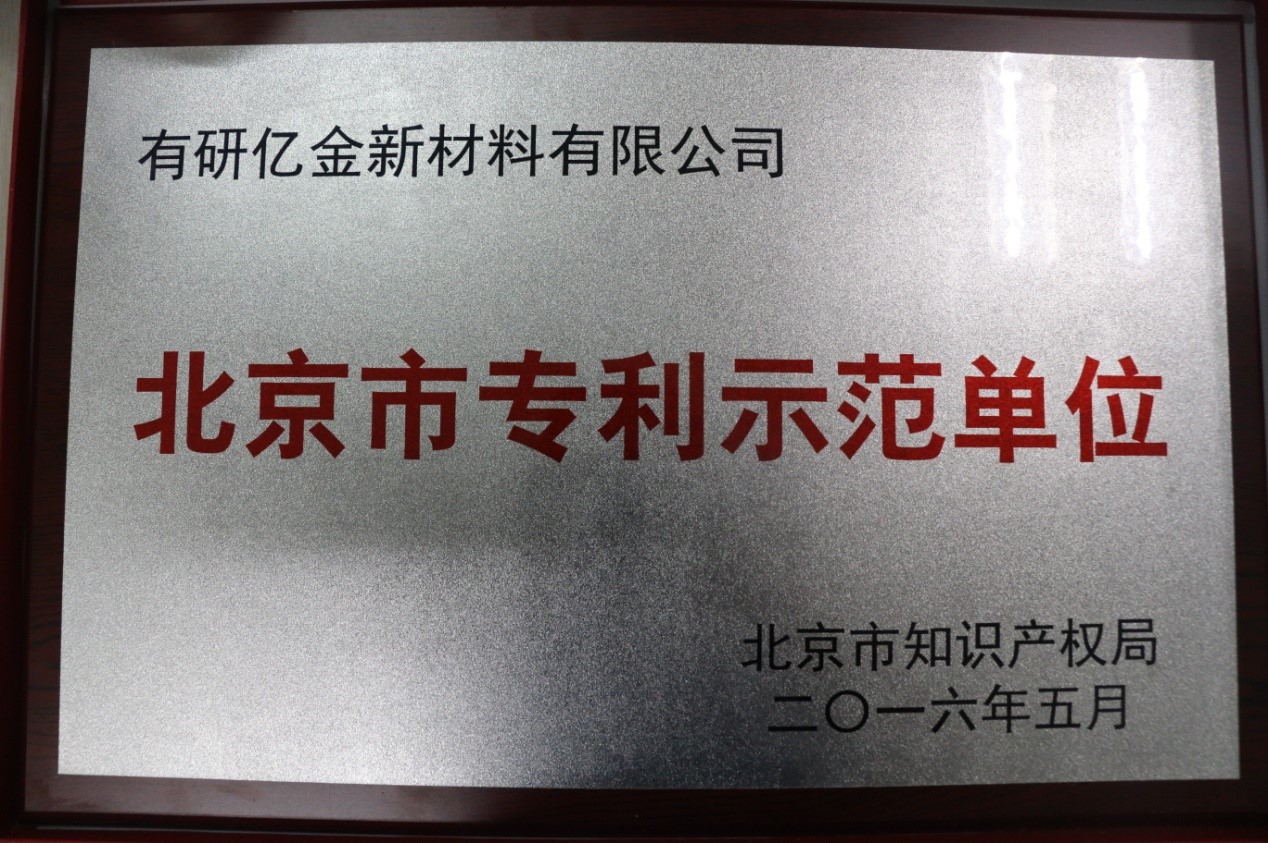 有研亿金新材料有限公司
北京市专利示范单位
北京市知识产权局
二〇一六年五月